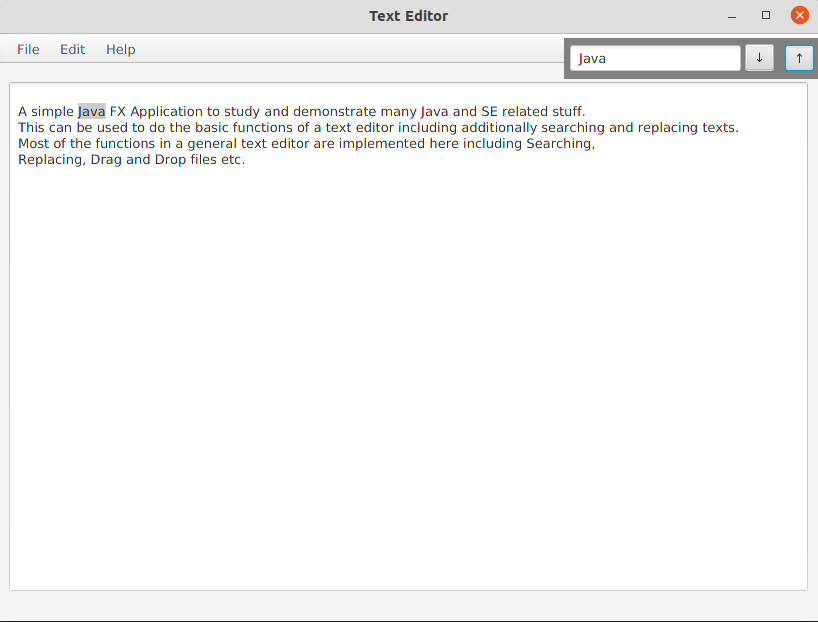 Text Editor
File Edit Help
Java ↓ ↑
A simple Java FX Application to study and demonstrate many Java and SE related stuff.
This can be used to do the basic functions of a text editor including additionally searching and replacing texts.
Most of the functions in a general text editor are implemented here including Searching,
Replacing, Drag and Drop files etc.